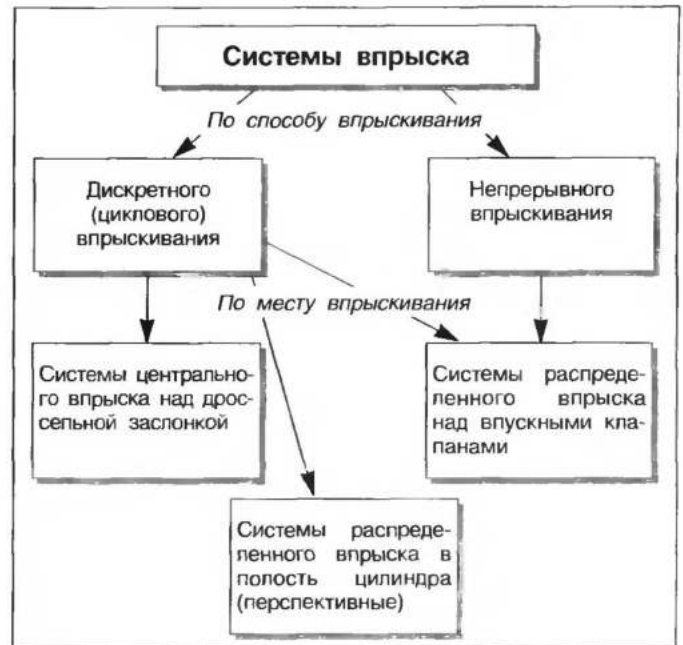 Системы впрыска
По способу впрыскивания
Дискретного
(циклового)
впрыскивания
Непрерывного
впрыскивания
По месту впрыскивания
Системы центрально-
го впрыска над дрос-
сельной заслонкой
Системы распреде-
ленного впрыска
над впускными кла-
панами
Системы распреде-
ленного впрыска в
полость цилиндра
(перспективные)